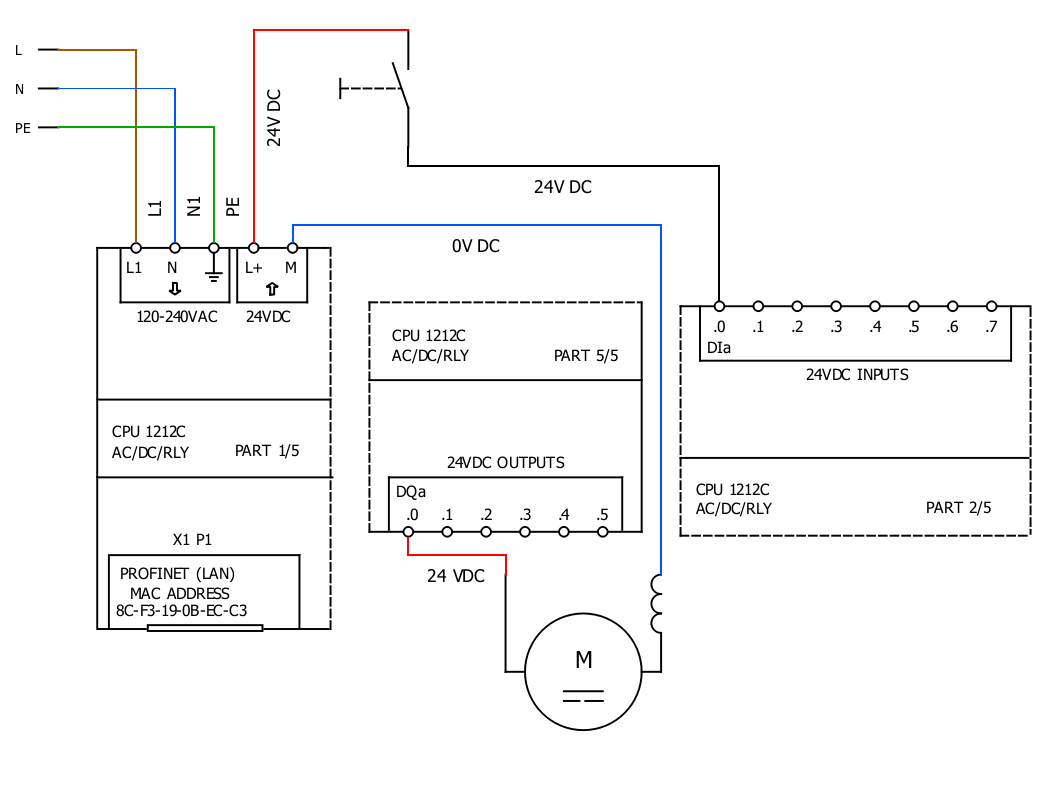 L
N
PE
24V DC
L1
N1
PE
24V DC
0V DC
L1 N L+ M
120-240VAC 24VDC
CPU 1212C
AC/DC/RLY PART 5/5
.0 .1 .2 .3 .4 .5 .6 .7
DIa
24VDC INPUTS
CPU 1212C
AC/DC/RLY PART 1/5
24VDC OUTPUTS
DQa
.0 .1 .2 .3 .4 .5
CPU 1212C
AC/DC/RLY PART 2/5
X1 P1
PROFINET (LAN)
MAC ADDRESS
8C-F3-19-0B-EC-C3
24 VDC
M